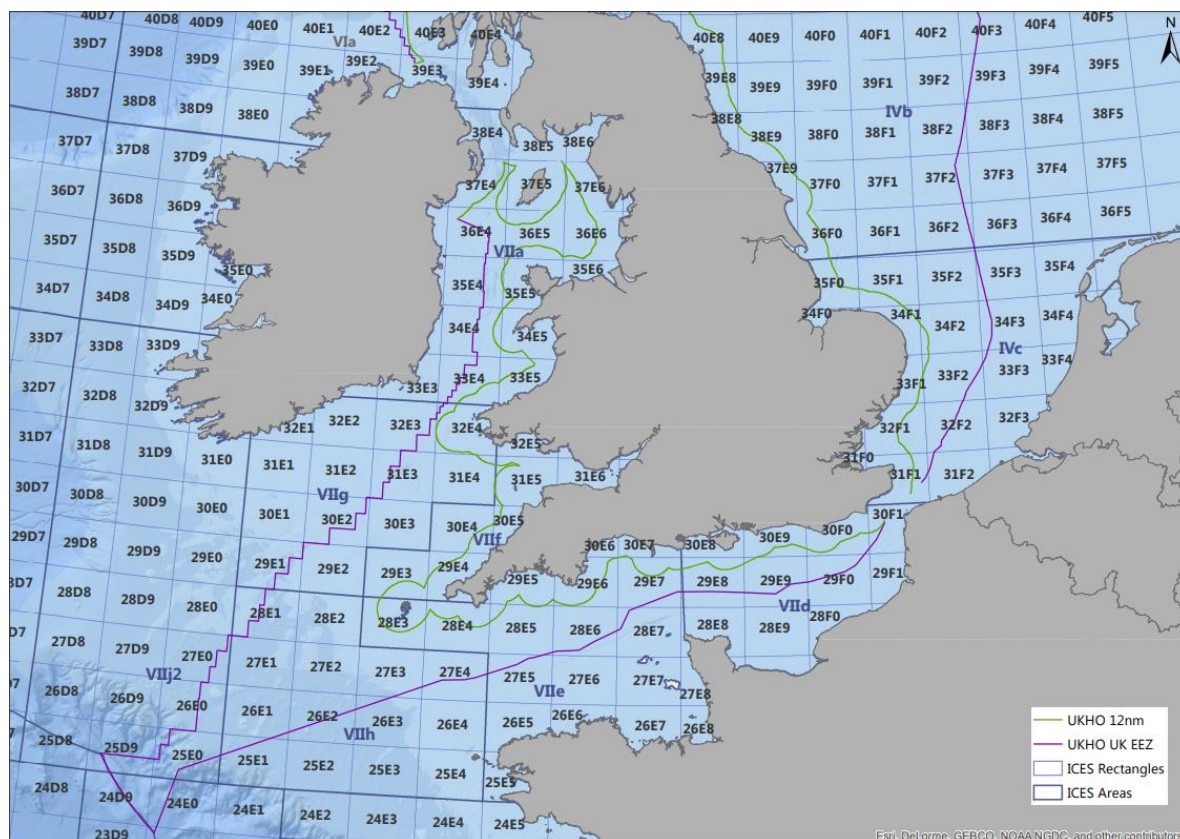 40D7 40D8 40D9 40E0 40E1 40E2 40E3 40E4 40E8 40E9 40F0 40F1 40F2 40F3 40F4 40F5
N
VIa
39D7 39D8 39D9 39E0 39E1 39E2 39E3 39E4 39E8 39E9 39F0 39F1 39F2 39F3 39F4 39F5
IVb
38D7 38D8 38D9 38E0 38E4 38E5 38E6 38E8 38E9 38F0 38F1 38F2 38F3 38F4 38F5
37D7 37D8 37D9 37E4 37E5 37E6 37E9 37F0 37F1 37F2 37F3 37F4 37F5
36D7 36D8 36D9 36E4 36E5 36E6 36F0 36F1 36F2 36F3 36F4 36F5
VIIa
35D7 35D8 35D9 35E0 35E4 35E5 35E6 35F0 35F1 35F2 35F3 35F4
34D7 34D8 34D9 34E0 34E4 34E5 34F0 34F1 34F2 34F3 34F4
IVc
33D7 33D8 33D9 33E3 33E4 33E5 33F1 33F2 33F3 33F4
32D7 32D8 32D9 32E1 32E2 32E3 32E4 32E5 32F1 32F2 32F3
31D7 31D8 31D9 31E0 31E1 31E2 31E3 31E4 31E5 31E6 31F0 31F1 31F2
VIIg
30D7 30D8 30D9 30E0 30E1 30E2 30E3 30E4 30E5 30E6 30E7 30E8 30E9 30F0 30F1
VIIf
29D7 29D8 29D9 29E0 29E1 29E2 29E3 29E4 29E5 29E6 29E7 29E8 29E9 29F0 29F1
VIId
28D8 28D9 28E0 28E1 28E2 28E3 28E4 28E5 28E6 28E7 28E8 28E9 28F0
27D8 27D9 27E0 27E1 27E2 27E3 27E4 27E5 27E6 27E7 27E8
VIIj2
VIIe
26D8 26D9 26E0 26E1 26E2 26E3 26E4 26E5 26E6 26E7 26E8
VIIh
25D8 25D9 25E0 25E1 25E2 25E3 25E4 25E5
24D8 24D9 24E0 24E1 24E2 24E3 24E4 24E5
23D9
UKHO 12nm
UKHO UK EEZ
ICES Rectangles
ICES Areas
Esri, DeLorme, GEBCO, NOAA NGDC, and other contributors